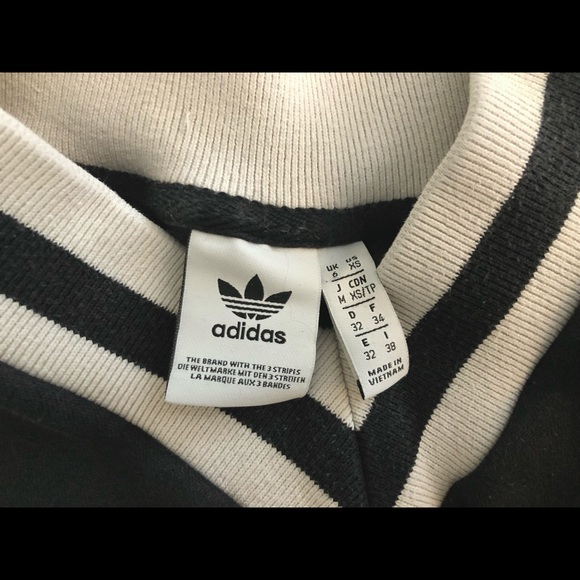 adidas
THE BRAND WITH THE 3 STRIPES
DIE WELTMARKE MIT DEN 3 STREIFEN
LA MARQUE AUX 3 BANDES
UK US
6 XS
J CDN
M XS/TP
D F
32 34
E I
32 38
MADE IN
VIETNAM